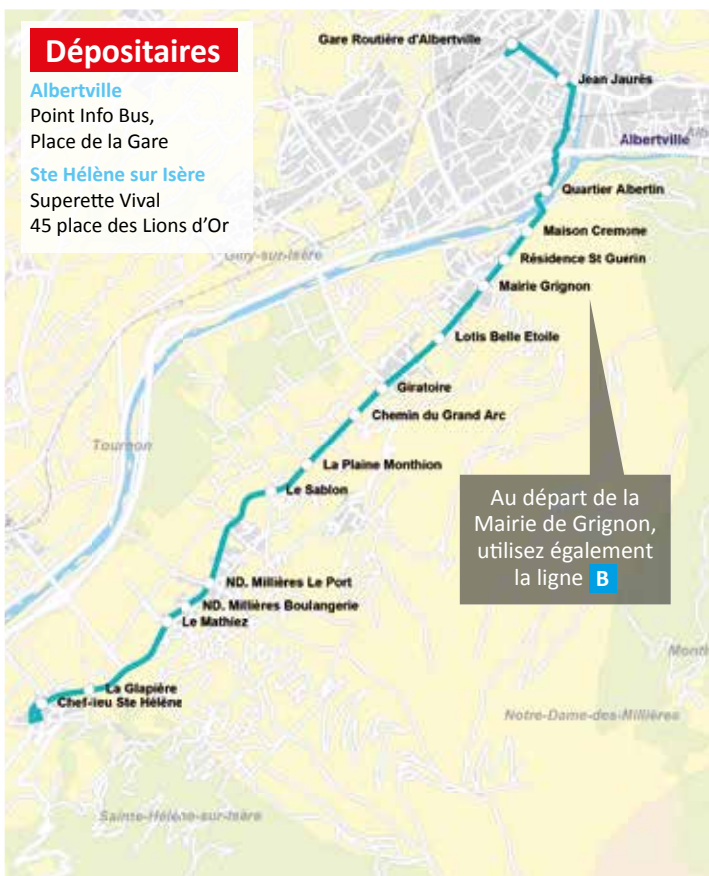 Dépositaires
Albertville
Point Info Bus,
Place de la Gare
Ste Hélène sur Isère
Superette Vival
45 place des Lions d'Or
Gare Routière d'Albertville
Jean Jaurès
Albertville
Quartier Albertin
Maison Cremone
Gilly-sur-Isère
Résidence St Guerin
Mairie Grignon
Lotis Belle Etoile
Giratoire
Chemin du Grand Arc
Tournon
La Plaine Monthion
Le Sablon
Au départ de la
Mairie de Grignon,
utilisez également
la ligne B
ND. Millières Le Port
ND. Millières Boulangerie
Le Mathiez
Month
La Glapière
Chef-ieu Ste Hélène
Notre-Dame-des-Millières
Sainte-Hélène-sur-Isère